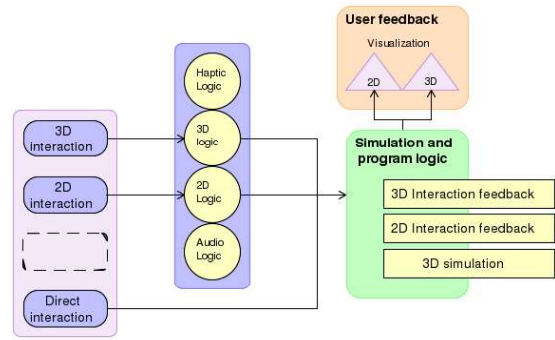 User feedback
Visualization
2D
3D
Haptic
Logic
3D
logic
2D
Logic
Audio
Logic
3D
interaction
2D
interaction
Direct
interaction
Simulation and
program logic
3D Interaction feedback
2D Interaction feedback
3D simulation